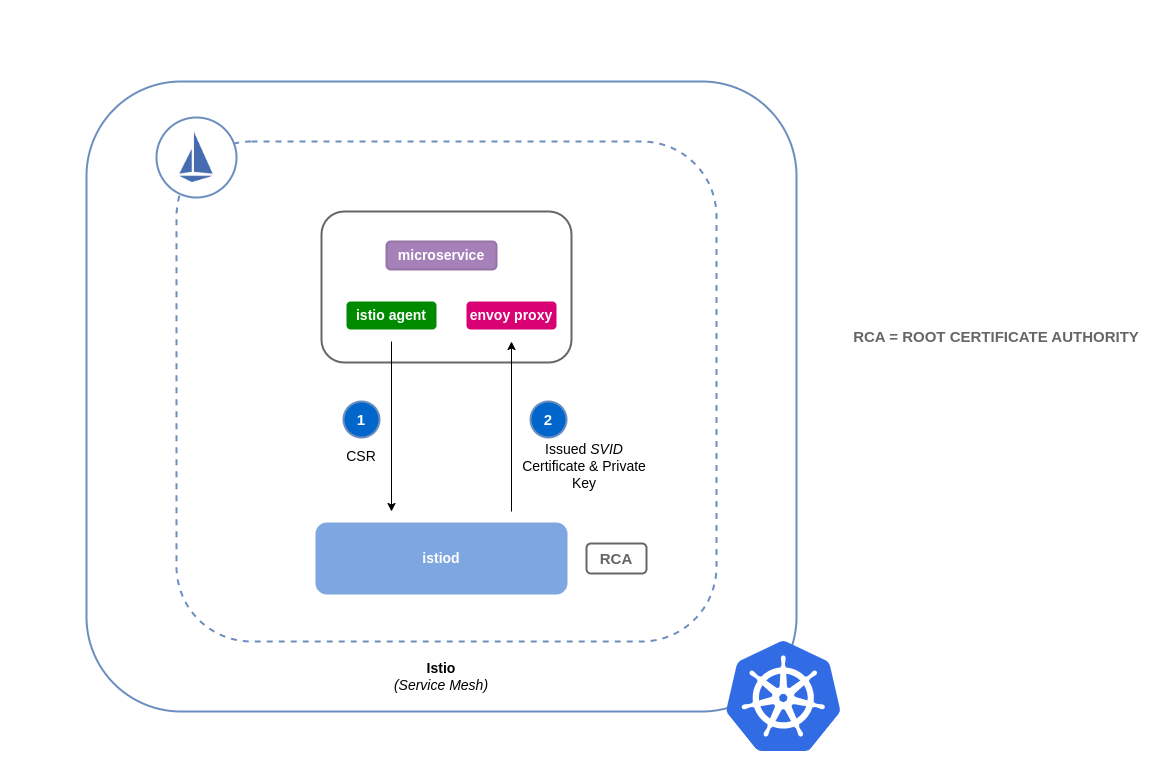 microservice
istio agent
envoy proxy
RCA = ROOT CERTIFICATE AUTHORITY
1
2
CSR
Issued SVID
Certificate & Private
Key
istiod
RCA
Istio
(Service Mesh)